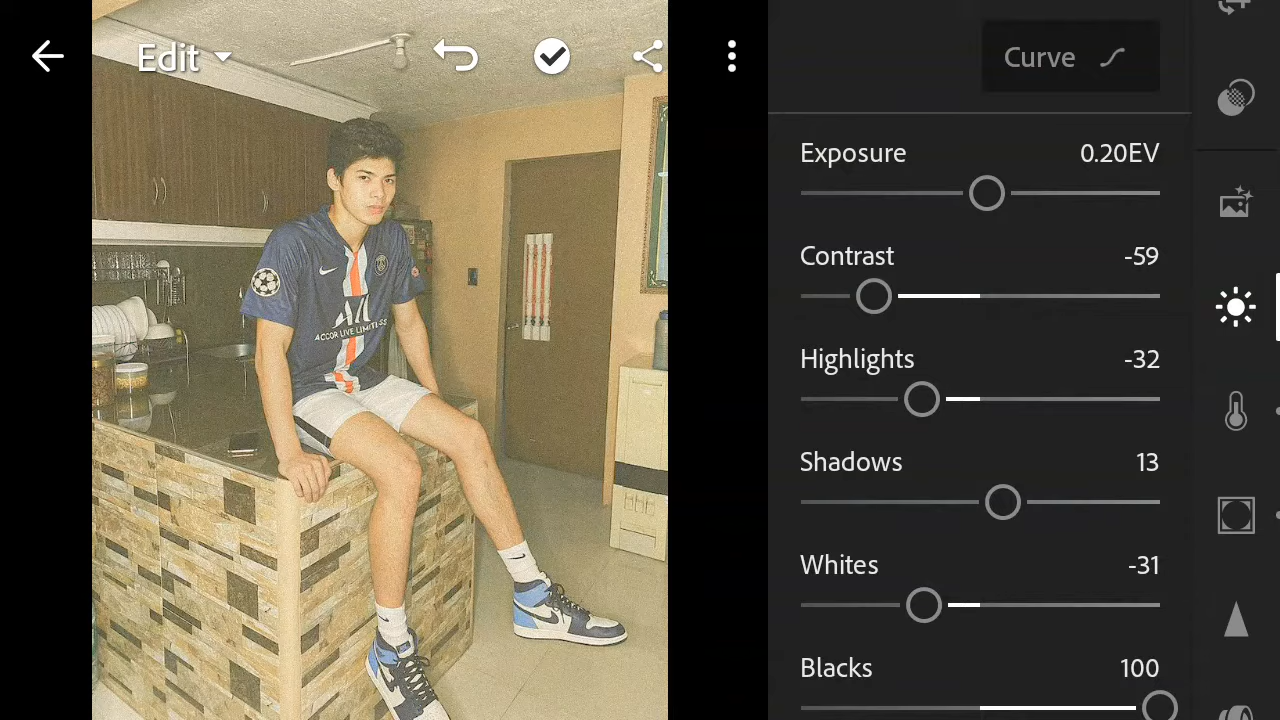 Edit
Curve
Exposure 0.20EV
Contrast -59
Highlights -32
Shadows 13
Whites -31
Blacks 100
ACCOR LIVE LIMITLESS